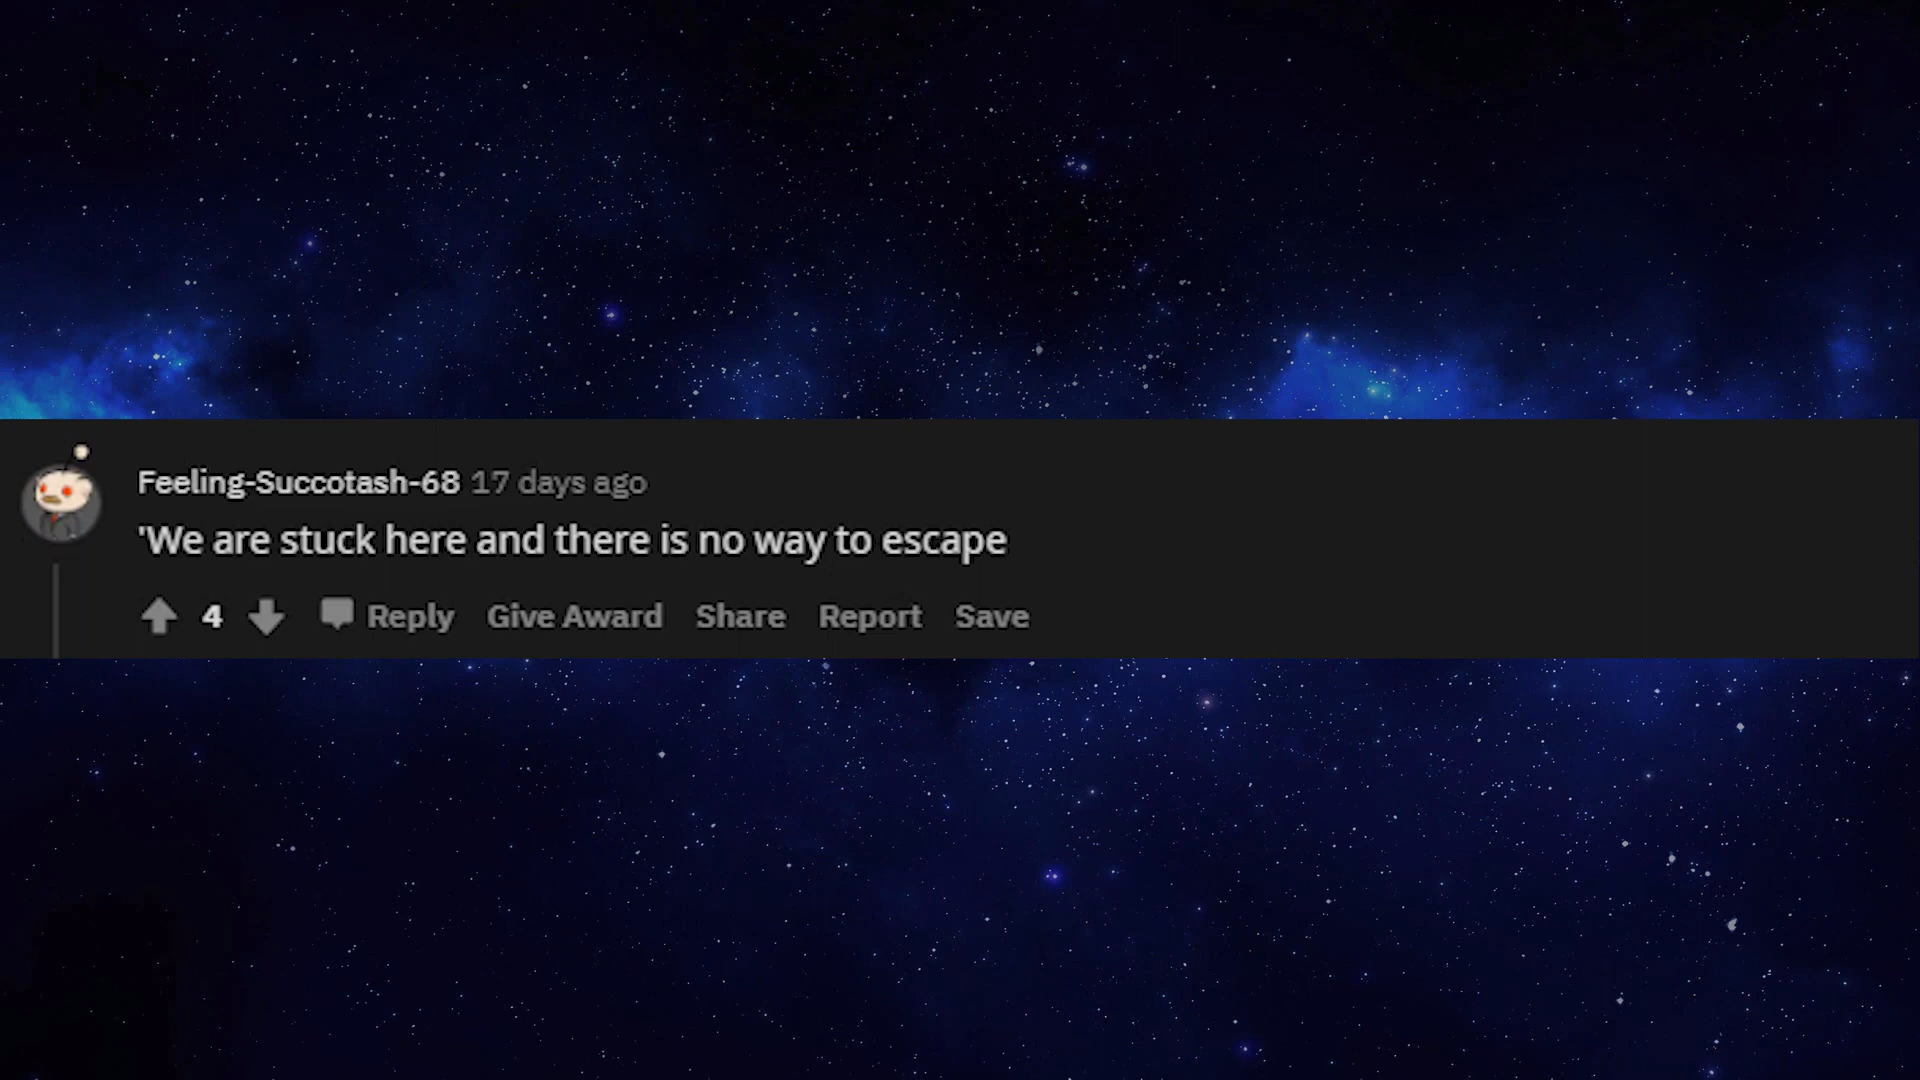 Feeling-Succotash-68 17 days ago
'We are stuck here and there is no way to escape
4 Reply Give Award Share Report Save